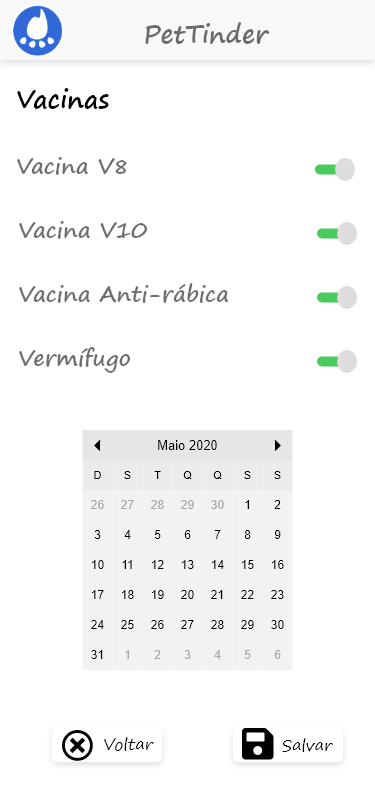 PetTinder
Vacinas
Vacina V8
Vacina V10
Vacina Anti-rábica
Vermífugo
Maio 2020
D S T Q Q S S
26 27 28 29 30 1 2
3 4 5 6 7 8 9
10 11 12 13 14 15 16
17 18 19 20 21 22 23
24 25 26 27 28 29 30
31 1 2 3 4 5 6
Voltar Salvar